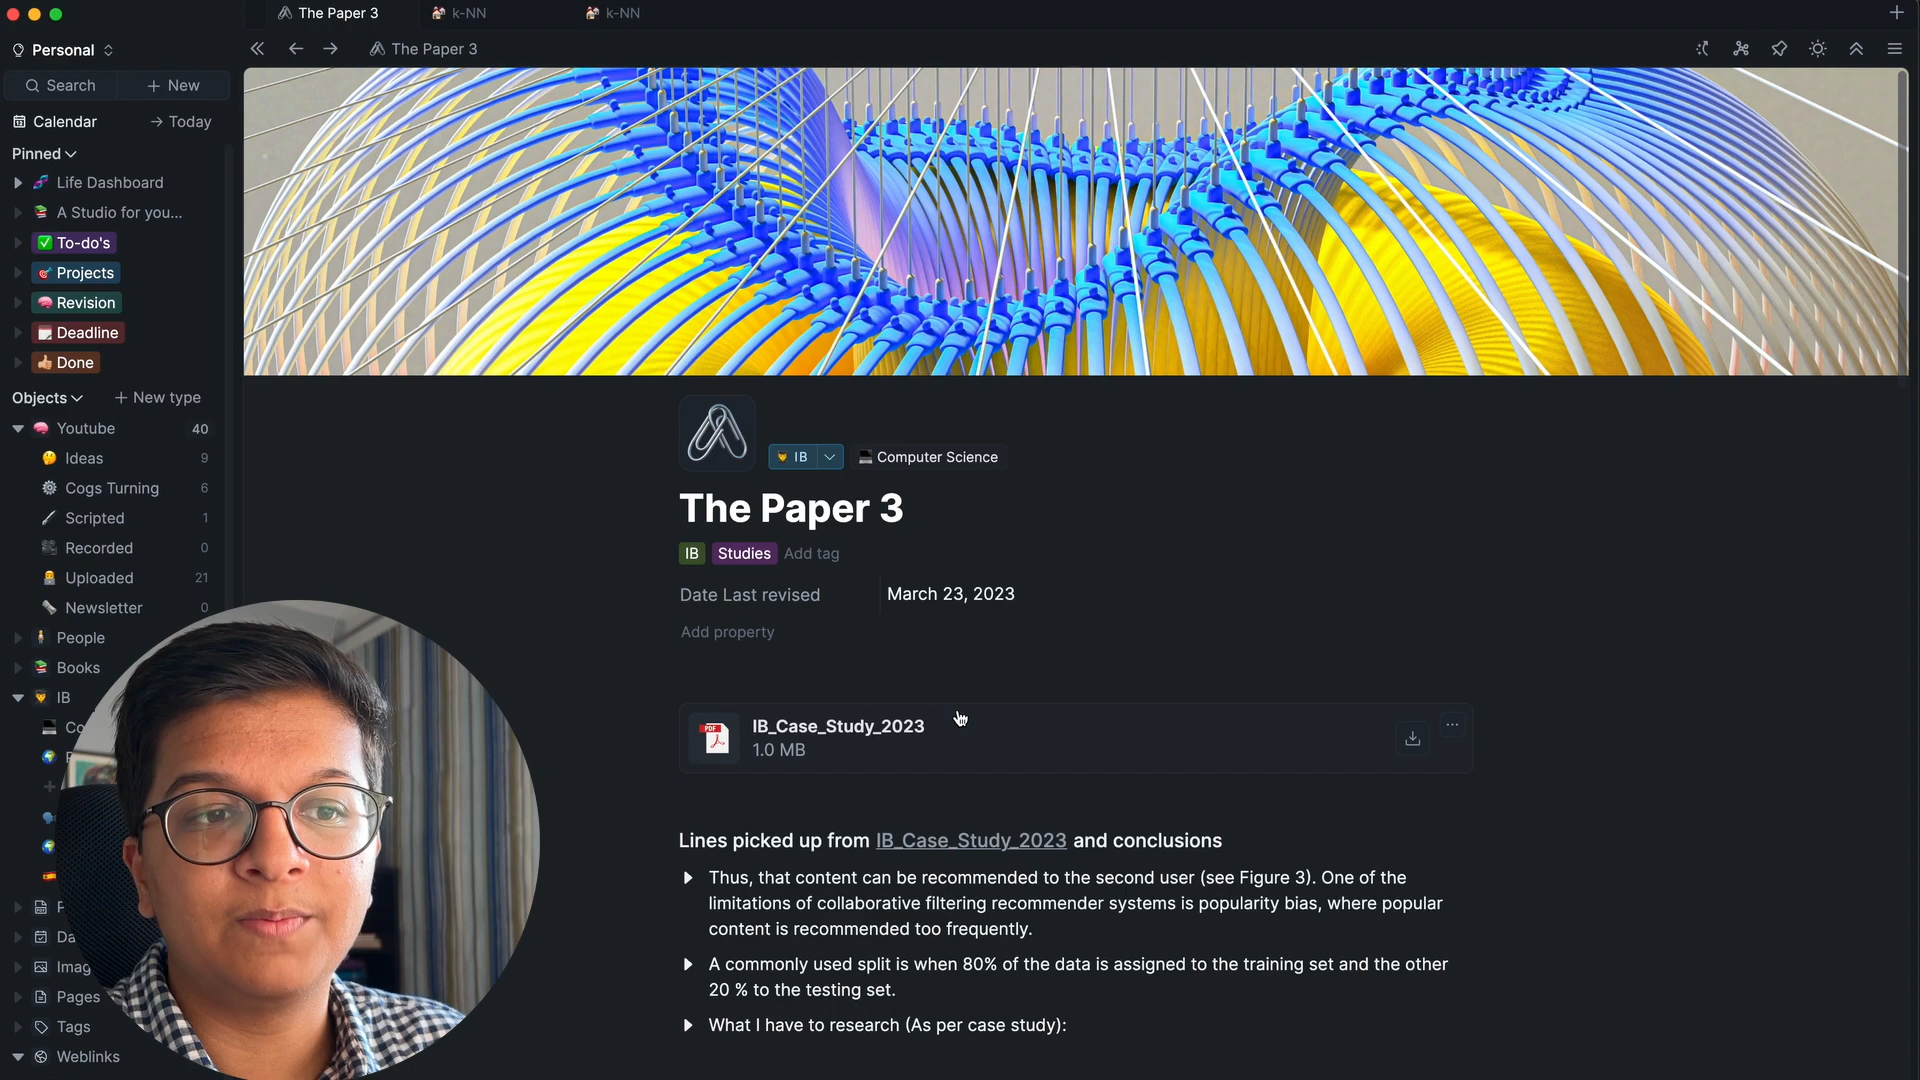 The Paper 3
k-NN
k-NN
Personal
The Paper 3
Search
New
Calendar
Today
Pinned
Life Dashboard
A Studio for you...
To-do's
Projects
Revision
Deadline
Done
Objects
New type
Youtube 40
Ideas 9
Cogs Turning 6
Scripted 1
Recorded 0
Uploaded 21
Newsletter 0
People
Books
IB
Co
P
Da
Imag
Pages
Tags
Weblinks
IB
Computer Science
The Paper 3
IB Studies Add tag
Date Last revised March 23, 2023
Add property
PDF
IB_Case_Study_2023
1.0 MB
Lines picked up from IB_Case_Study_2023 and conclusions
Thus, that content can be recommended to the second user (see Figure 3). One of the
limitations of collaborative filtering recommender systems is popularity bias, where popular
content is recommended too frequently.
A commonly used split is when 80% of the data is assigned to the training set and the other
20 % to the testing set.
What I have to research (As per case study):